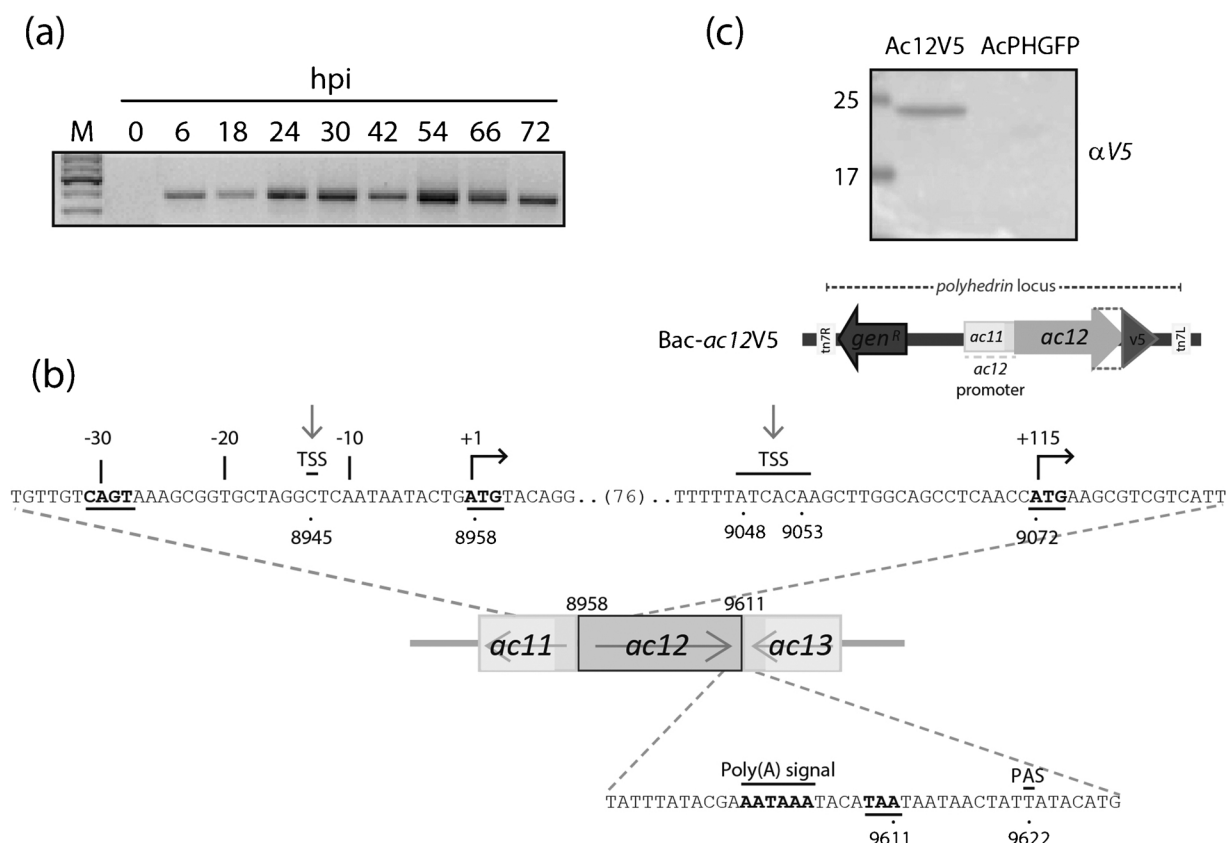 (a)
hpi
M 0 6 18 24 30 42 54 66 72
(c)
Ac12V5 AcPHGFP
25
17
αV5
polyhedrin locus
Bac-ac12V5
tn7R
gen R
ac11
ac12
v5
tn7L
ac12
promoter
(b)
-30 -20 TSS -10 +1 TSS +115
TGTTGTCAGTAAAGCGGTGCTAGGCTCAATAATACTGATGTACAGG..(76)..TTTTTATCACAAGCTTGGCAGCCTCAACCATGAAGCGTCGTCATT
8945 8958 9048 9053 9072
8958 9611
ac11 ac12 ac13
Poly(A) signal PAS
TATTTATACGAAATAAATACATAATAATAACTATTATACATG
9611 9622